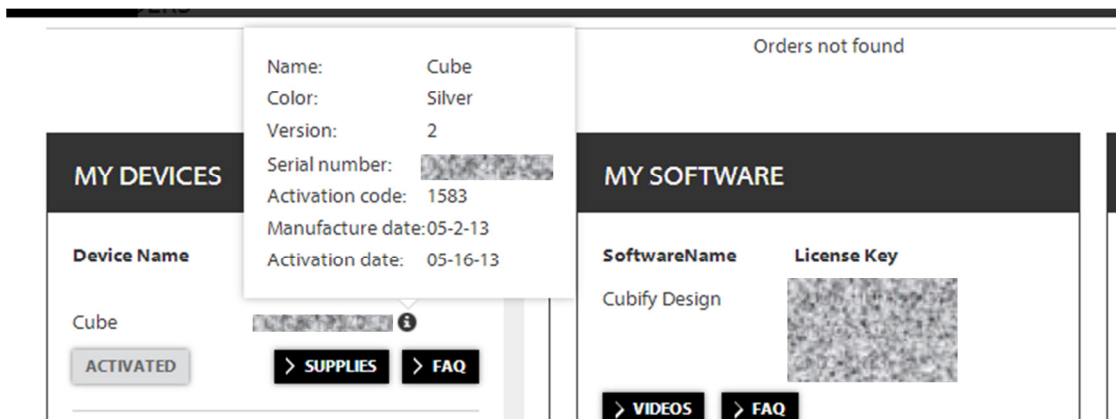 Orders not found
Name: Cube
Color: Silver
Version: 2
Serial number:
Activation code: 1583
Manufacture date:05-2-13
Activation date: 05-16-13
MY DEVICES
Device Name
Cube
ACTIVATED
> SUPPLIES
> FAQ
MY SOFTWARE
SoftwareName License Key
Cubify Design
> VIDEOS
> FAQ